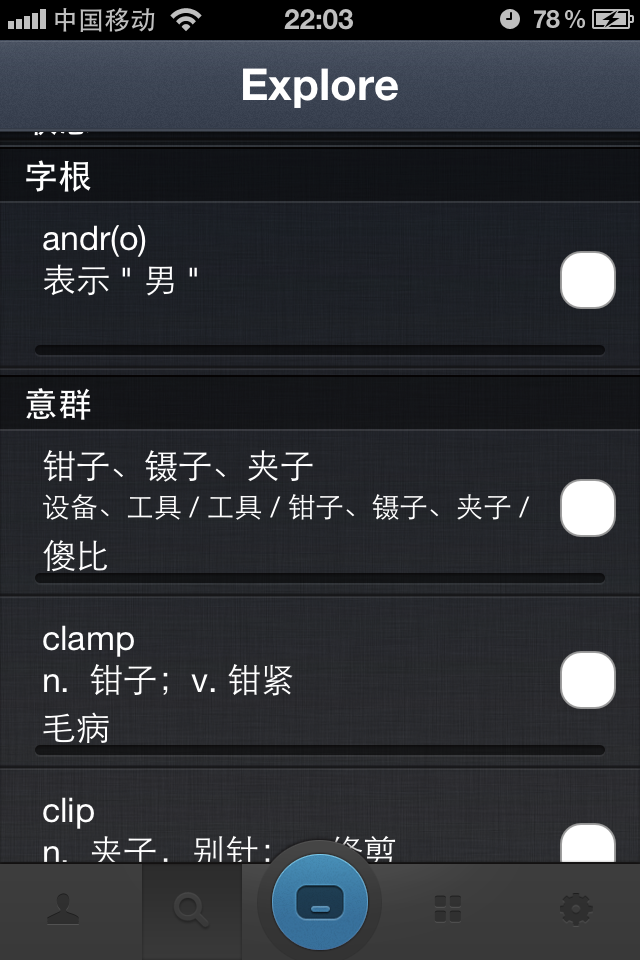 中国移动 22:03 78%
Explore
字根
andr(o)
表示 " 男 "
意群
钳子、镊子、夹子
设备、工具 / 工具 / 钳子、镊子、夹子 /
傻比
clamp
n. 钳子；v. 钳紧
毛病
clip
n. 夹子，别针；修剪